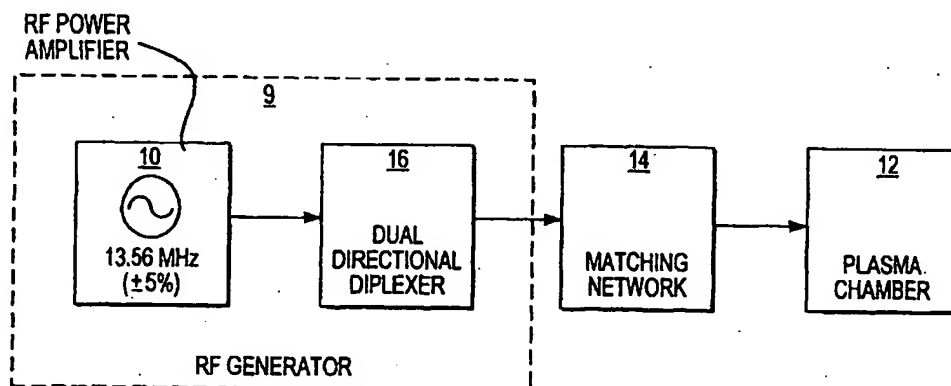 RF POWER
AMPLIFIER
9
10
13.56 MHz
(±5%)
16
DUAL
DIRECTIONAL
DIPLEXER
14
MATCHING
NETWORK
12
PLASMA
CHAMBER
RF GENERATOR